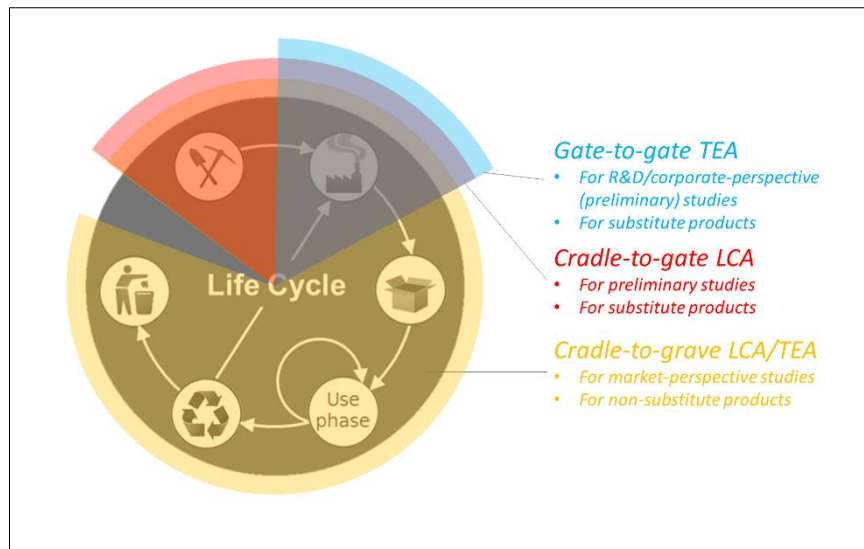 Gate-to-gate TEA
• For R&D/corporate-perspective
(preliminary) studies
• For substitute products
Cradle-to-gate LCA
• For preliminary studies
• For substitute products
Life Cycle
Cradle-to-grave LCA/TEA
• For market-perspective studies
• For non-substitute products
Use
phase